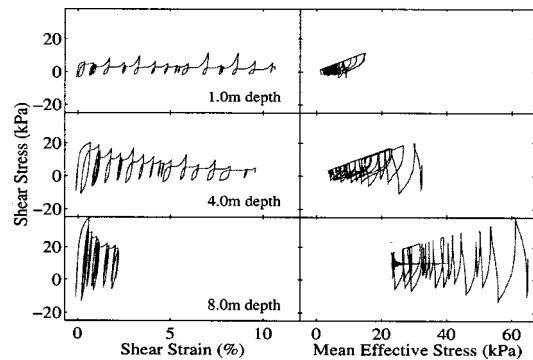 20
0
−20
1.0m depth
20
0
−20
4.0m depth
20
0
−20
8.0m depth
Shear Stress (kPa)
0 5 10 0 20 40 60
Shear Strain (%) Mean Effective Stress (kPa)